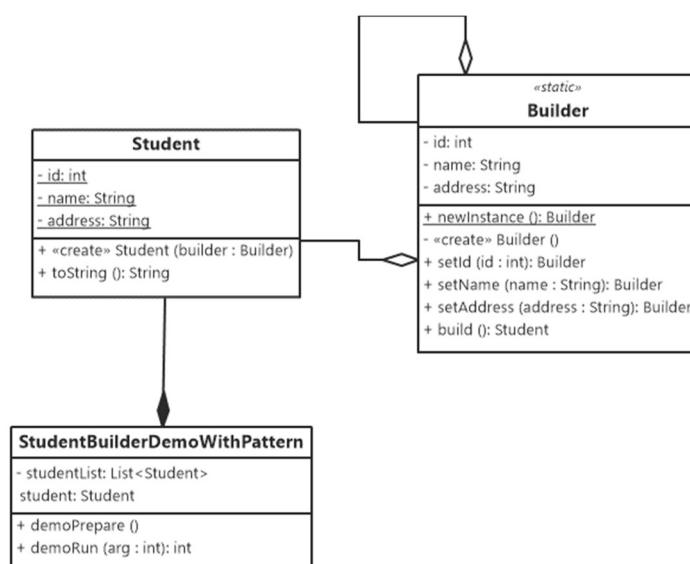 Student
- id: int
- name: String
- address: String
+ «create» Student (builder : Builder)
+ toString (): String
«static»
Builder
- id: int
- name: String
- address: String
+ newInstance (): Builder
- «create» Builder ()
+ setId (id : int): Builder
+ setName (name : String): Builder
+ setAddress (address : String): Builder
+ build (): Student
StudentBuilderDemoWithPattern
- studentList: List<Student>
student: Student
+ demoPrepare ()
+ demoRun (arg : int): int